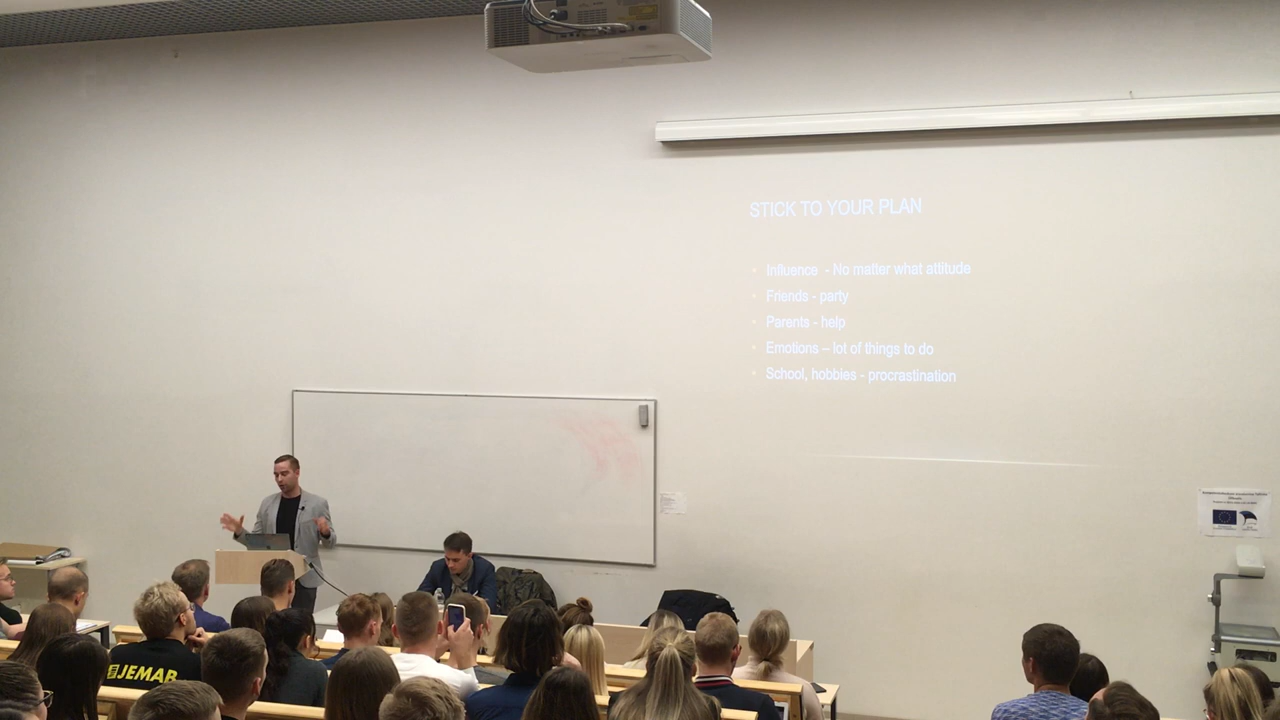 STICK TO YOUR PLAN
Influence - No matter what attitude
Friends - party
Parents - help
Emotions – lot of things to do
School, hobbies - procrastination
JEMAB